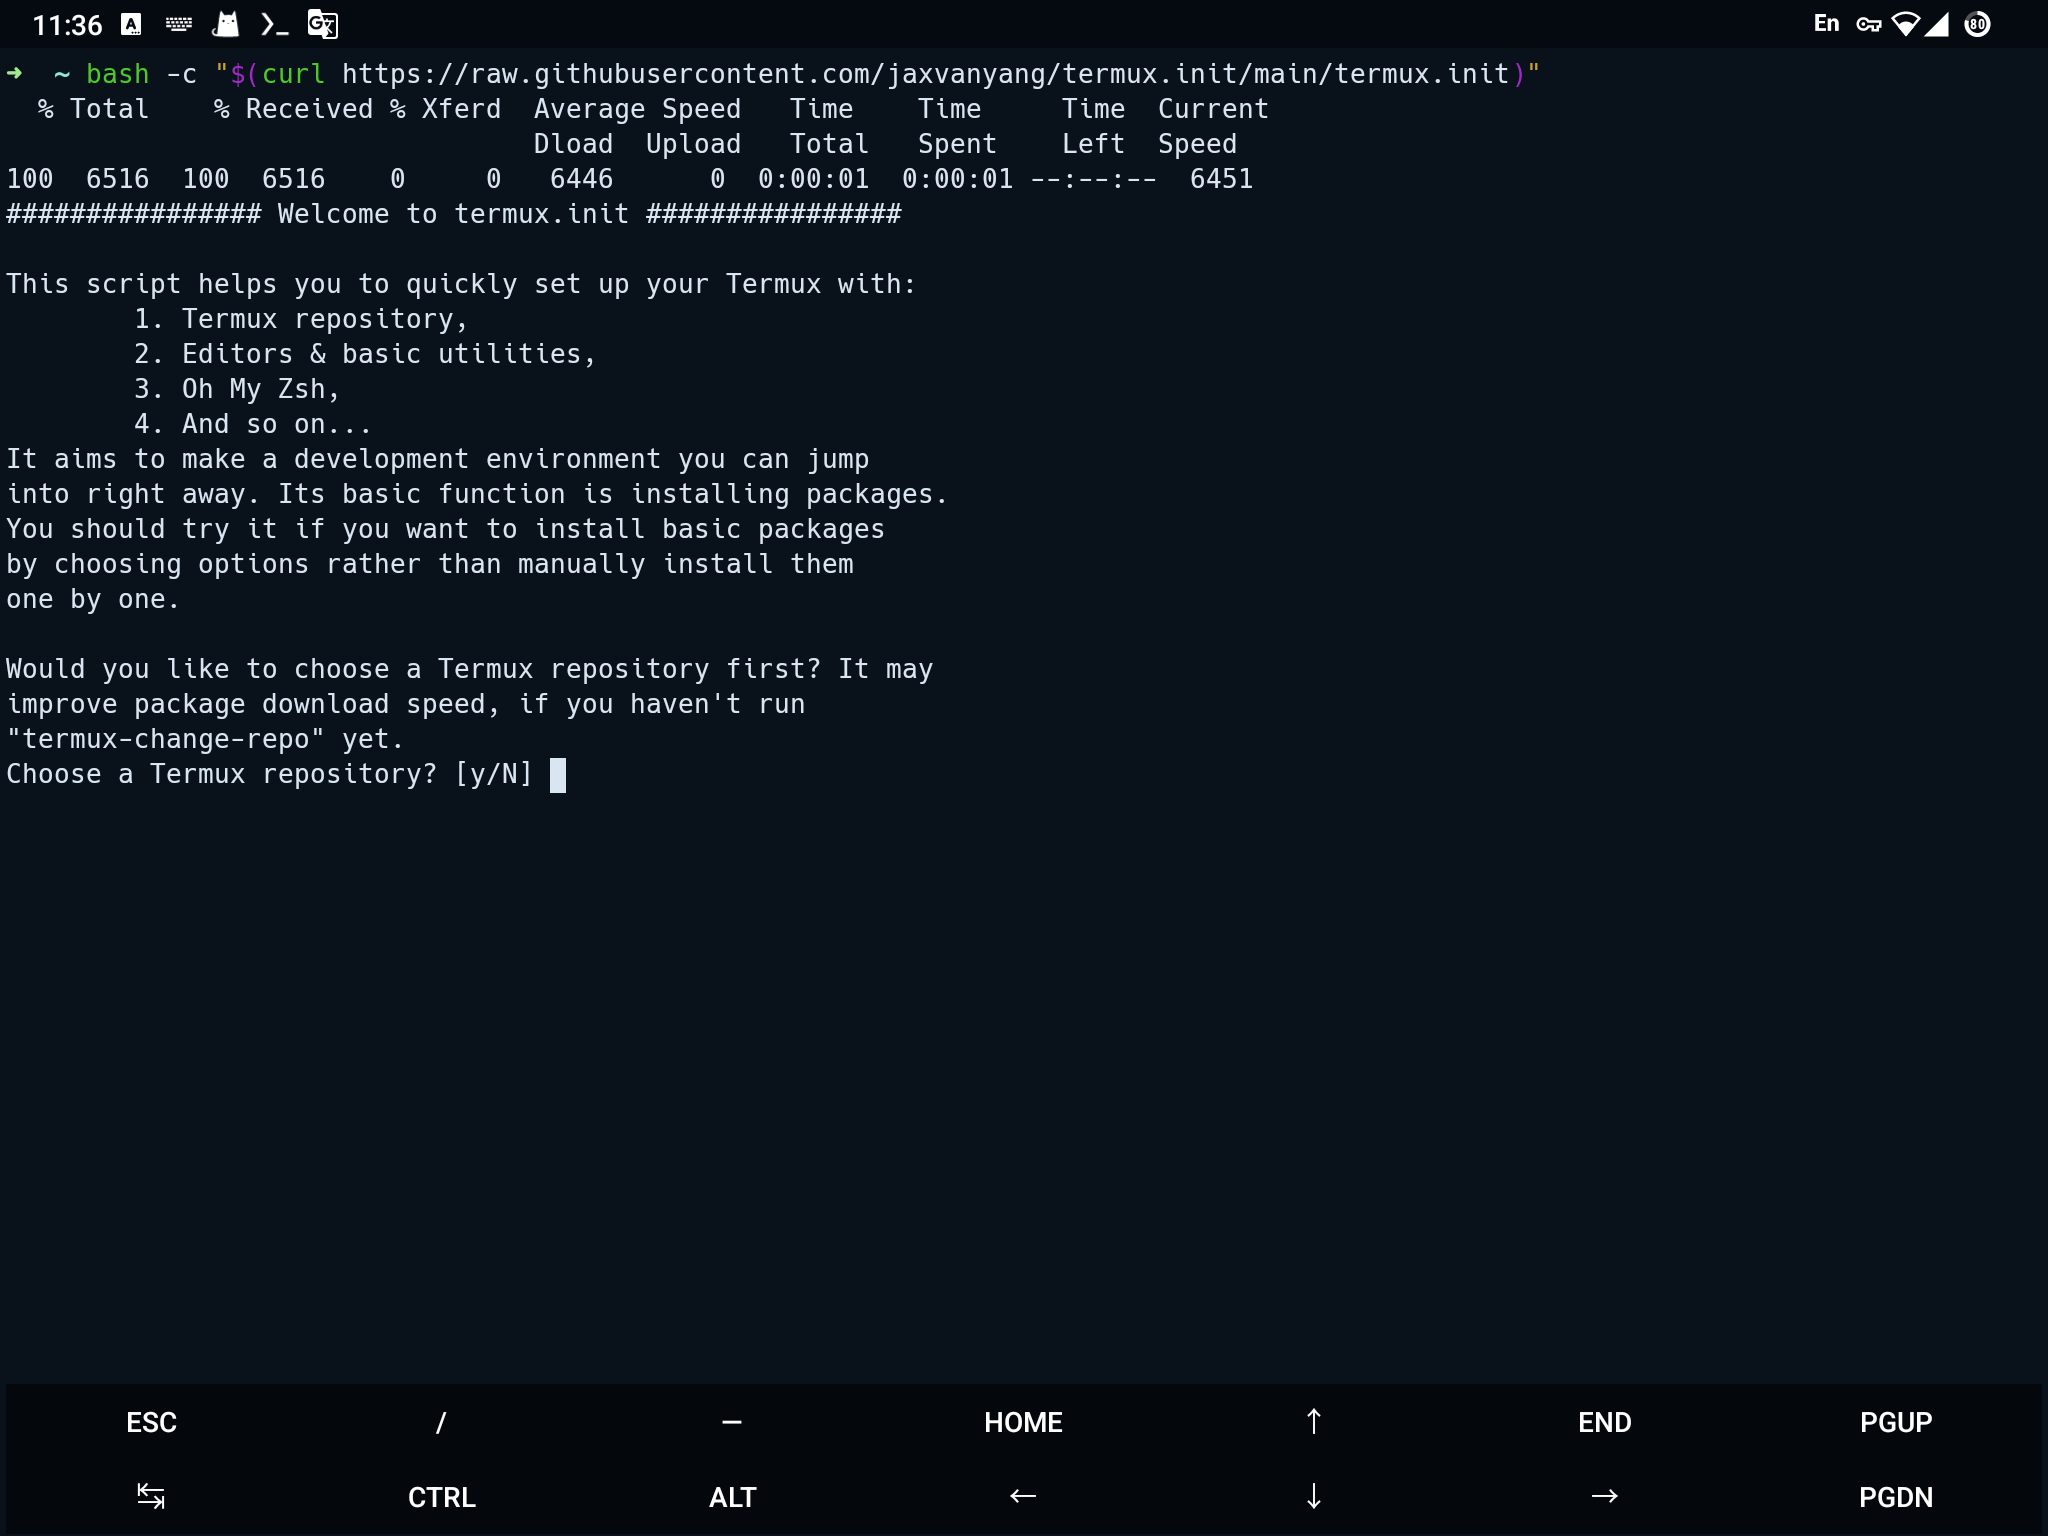 11:36 En 80
➜  ~ bash -c "$(curl https://raw.githubusercontent.com/jaxvanyang/termux.init/main/termux.init)"
  % Total    % Received % Xferd  Average Speed   Time    Time     Time  Current
                                 Dload  Upload   Total   Spent    Left  Speed
100  6516  100  6516    0     0   6446      0  0:00:01  0:00:01 --:--:--  6451
################ Welcome to termux.init ################

This script helps you to quickly set up your Termux with:
        1. Termux repository,
        2. Editors & basic utilities,
        3. Oh My Zsh,
        4. And so on...
It aims to make a development environment you can jump
into right away. Its basic function is installing packages.
You should try it if you want to install basic packages
by choosing options rather than manually install them
one by one.

Would you like to choose a Termux repository first? It may
improve package download speed, if you haven't run
"termux-change-repo" yet.
Choose a Termux repository? [y/N]
ESC / — HOME ↑ END PGUP
↹ CTRL ALT ← ↓ → PGDN